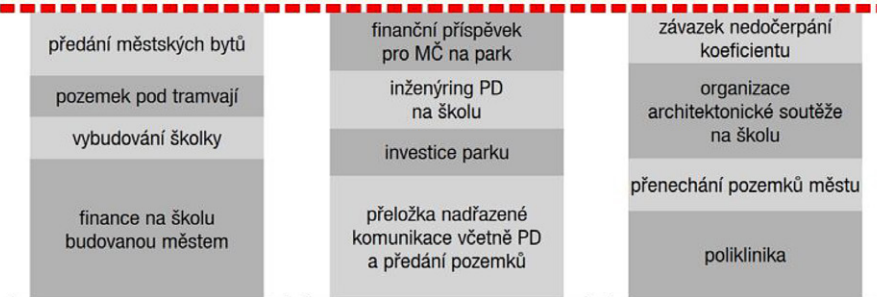 předání městských bytů
pozemek pod tramvají
vybudování školky
finance na školu
budovanou městem
finanční příspěvek
pro MČ na park
inženýring PD
na školu
investice parku
přeložka nadřazené
komunikace včetně PD
a předání pozemků
závazek nedočerpání
koeficientu
organizace
architektonické soutěže
na školu
přenechání pozemků městu
poliklinika